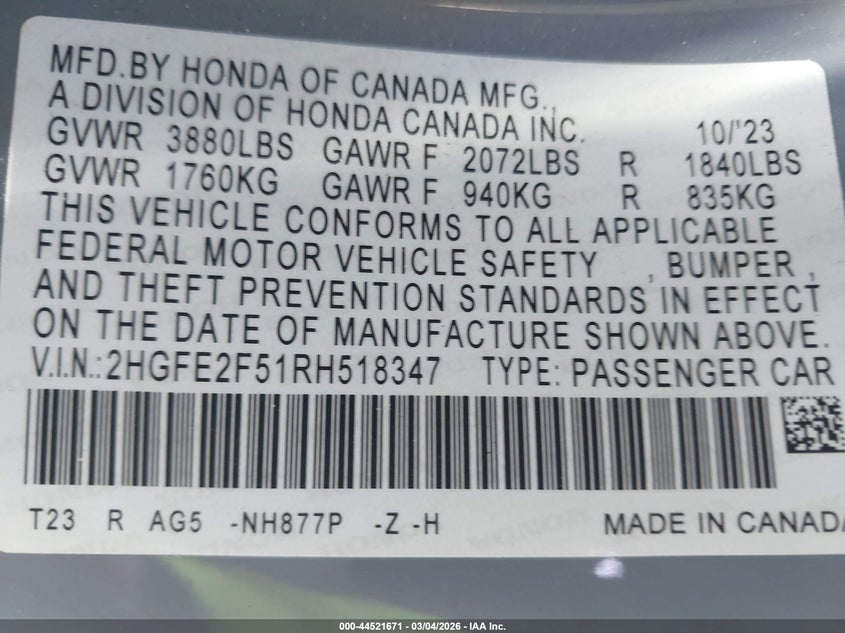 MFD.BY HONDA OF CANADA MFG.,
A DIVISION OF HONDA CANADA INC. 10/'23
GVWR 3880LBS GAWR F 2072LBS R 1840LBS
GVWR 1760KG GAWR F 940KG R 835KG
THIS VEHICLE CONFORMS TO ALL APPLICABLE
FEDERAL MOTOR VEHICLE SAFETY , BUMPER ,
AND THEFT PREVENTION STANDARDS IN EFFECT
ON THE DATE OF MANUFACTURE SHOWN ABOVE.
V.I.N.:2HGFE2F51RH518347 TYPE: PASSENGER CAR
T23 R AG5 -NH877P -Z -H MADE IN CANADA
000-44521671 - 03/04/2026 - IAA Inc.